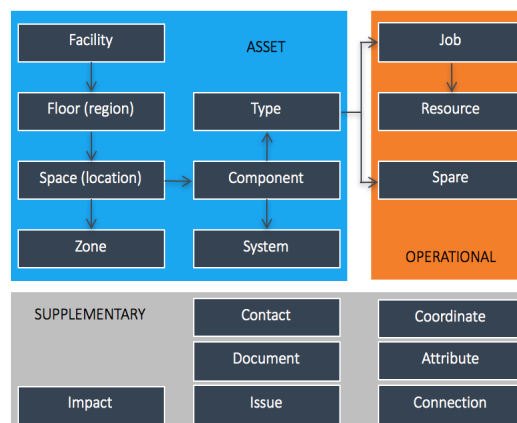 Facility
ASSET
Job
Floor (region)
Type
Resource
Space (location)
Component
Spare
Zone
System
OPERATIONAL
SUPPLEMENTARY
Contact
Coordinate
Document
Attribute
Impact
Issue
Connection